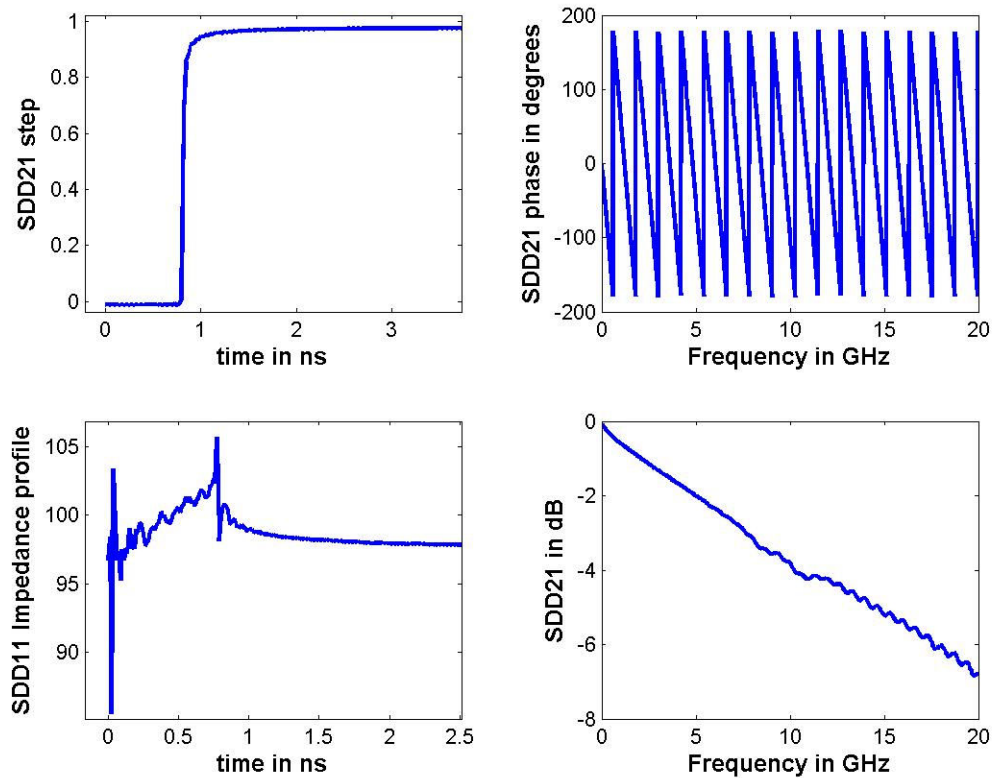 SDD21 step
1
0.8
0.6
0.4
0.2
0
0 1 2 3
time in ns
SDD21 phase in degrees
200
100
0
-100
-200
0 5 10 15 20
Frequency in GHz
SDD11 Impedance profile
105
100
95
90
0 0.5 1 1.5 2 2.5
time in ns
SDD21 in dB
0
-2
-4
-6
-8
0 5 10 15 20
Frequency in GHz